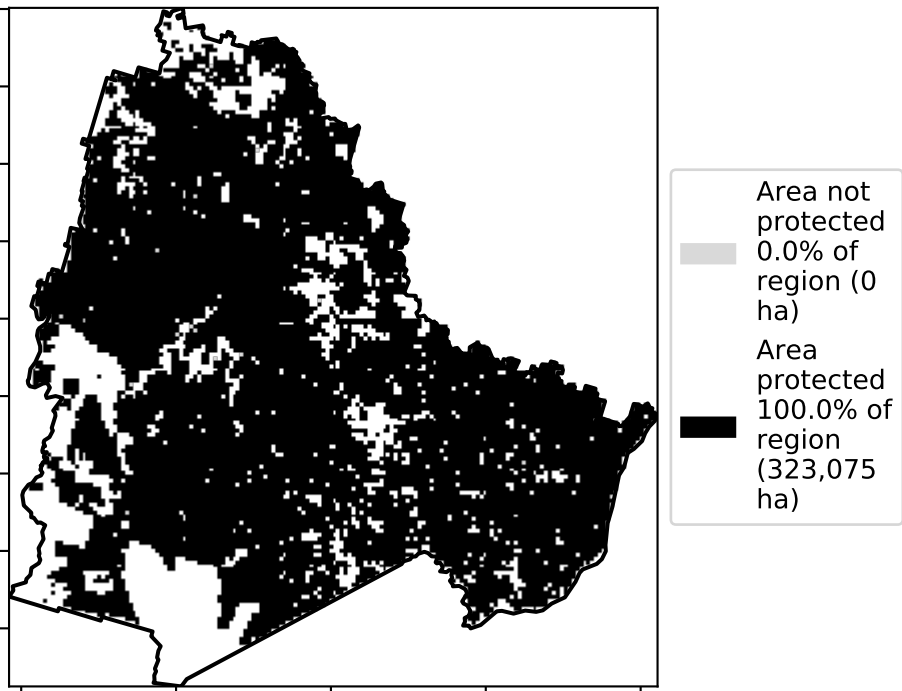 Area not
protected
0.0% of
region (0
ha)
Area
protected
100.0% of
region
(323,075
ha)